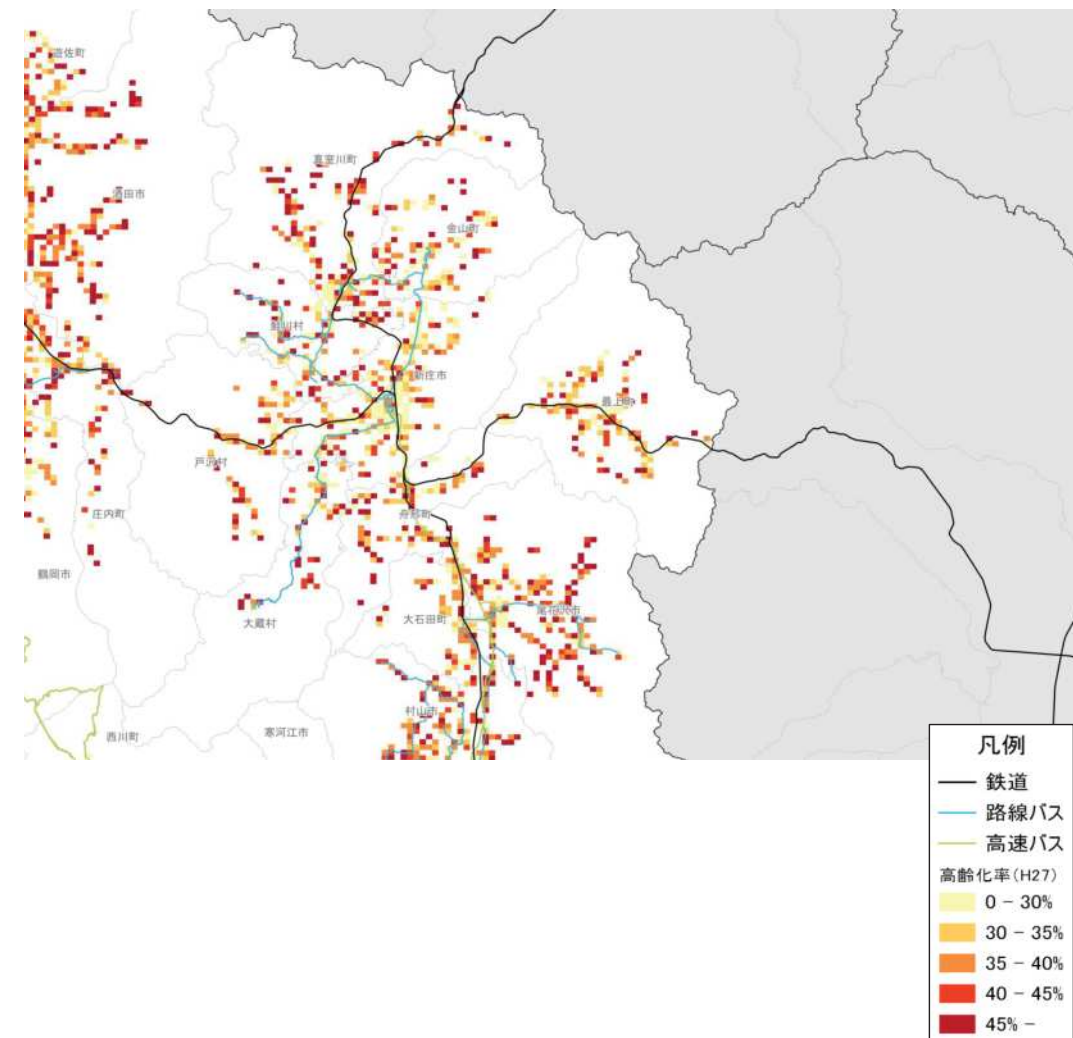 遊佐町
真室川町
酒田市
金山町
鮭川村
新庄市
最上町
戸沢村
庄内町
舟形町
鶴岡市
大蔵村
大石田町
尾花沢市
村山市
西川町
寒河江市
凡例
鉄道
路線バス
高速バス
高齢化率(H27)
0 - 30%
30 - 35%
35 - 40%
40 - 45%
45% -